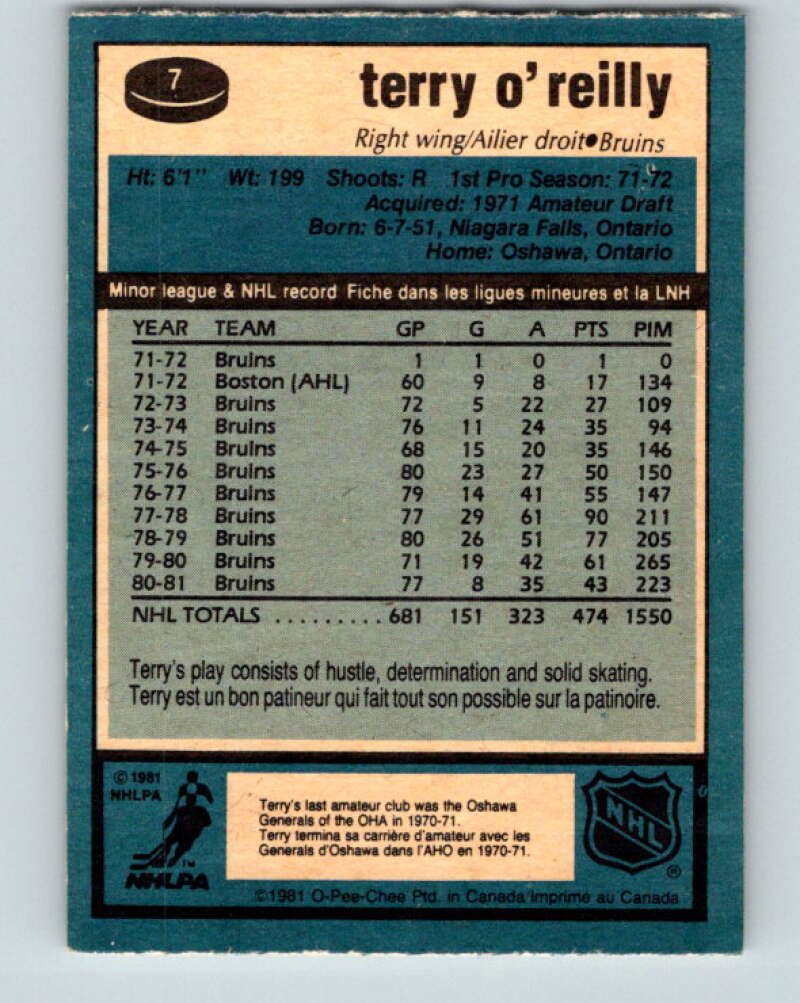 7
terry o'reilly
Right wing/Ailier droit●Bruins
Ht: 6'1" Wt: 199 Shoots: R 1st Pro Season: 71-72
Acquired: 1971 Amateur Draft
Born: 6-7-51, Niagara Falls, Ontario
Home: Oshawa, Ontario
Minor league & NHL record Fiche dans les ligues mineures et la LNH
YEAR TEAM GP G A PTS PIM
71-72 Bruins 1 1 0 1 0
71-72 Boston (AHL) 60 9 8 17 134
72-73 Bruins 72 5 22 27 109
73-74 Bruins 76 11 24 35 94
74-75 Bruins 68 15 20 35 146
75-76 Bruins 80 23 27 50 150
76-77 Bruins 79 14 41 55 147
77-78 Bruins 77 29 61 90 211
78-79 Bruins 80 26 51 77 205
79-80 Bruins 71 19 42 61 265
80-81 Bruins 77 8 35 43 223
NHL TOTALS ......... 681 151 323 474 1550
Terry's play consists of hustle, determination and solid skating.
Terry est un bon patineur qui fait tout son possible sur la patinoire.
© 1981
NHLPA
TM
NHLPA
Terry's last amateur club was the Oshawa
Generals of the OHA in 1970-71.
Terry termina sa carrière d'amateur avec les
Generals d'Oshawa dans l'AHO en 1970-71.
NHL
®
©1981 O-Pee-Chee Ptd. in Canada/Imprimé au Canada